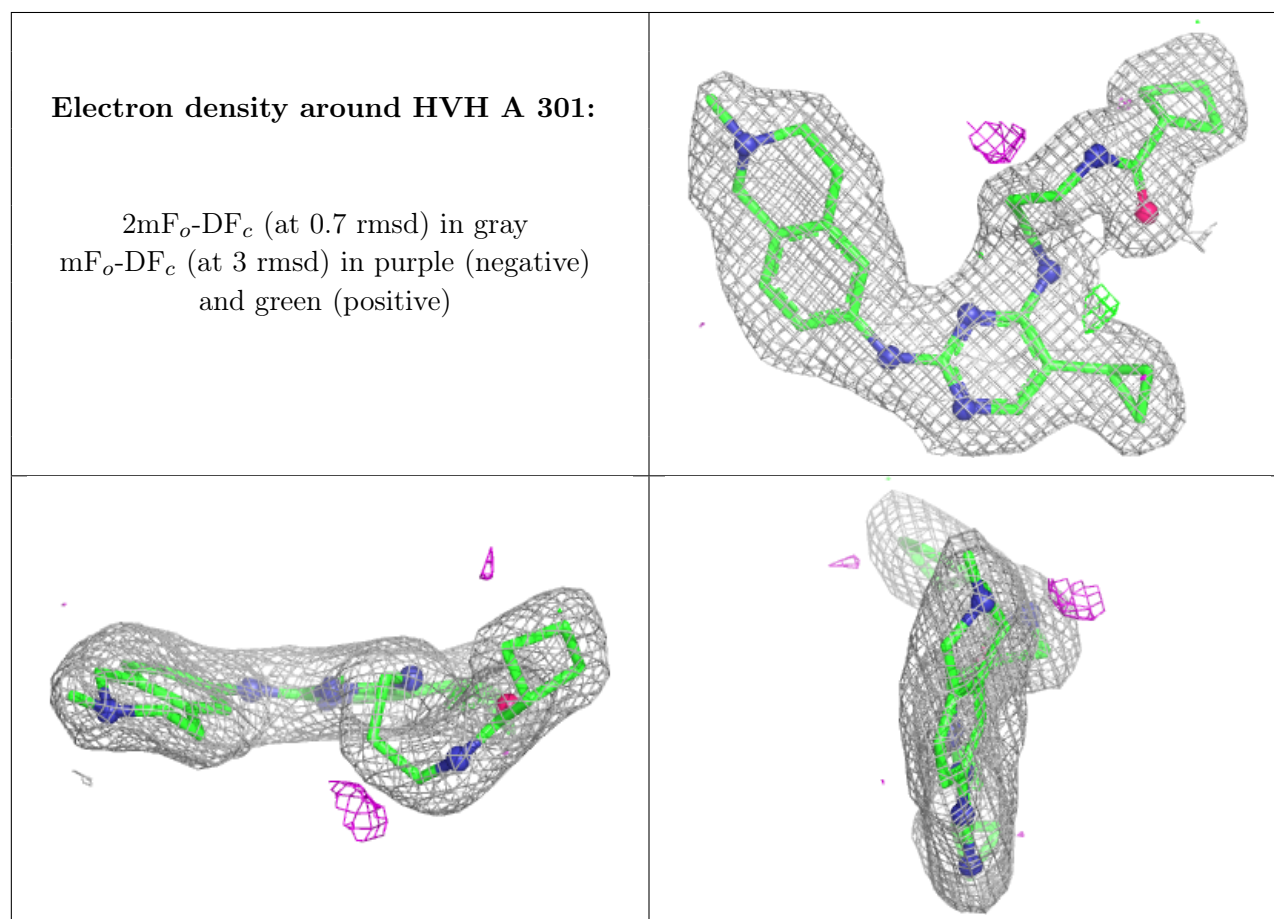 Electron density around HVH A 301:
2mFo-DFc (at 0.7 rmsd) in gray
mFo-DFc (at 3 rmsd) in purple (negative)
and green (positive)